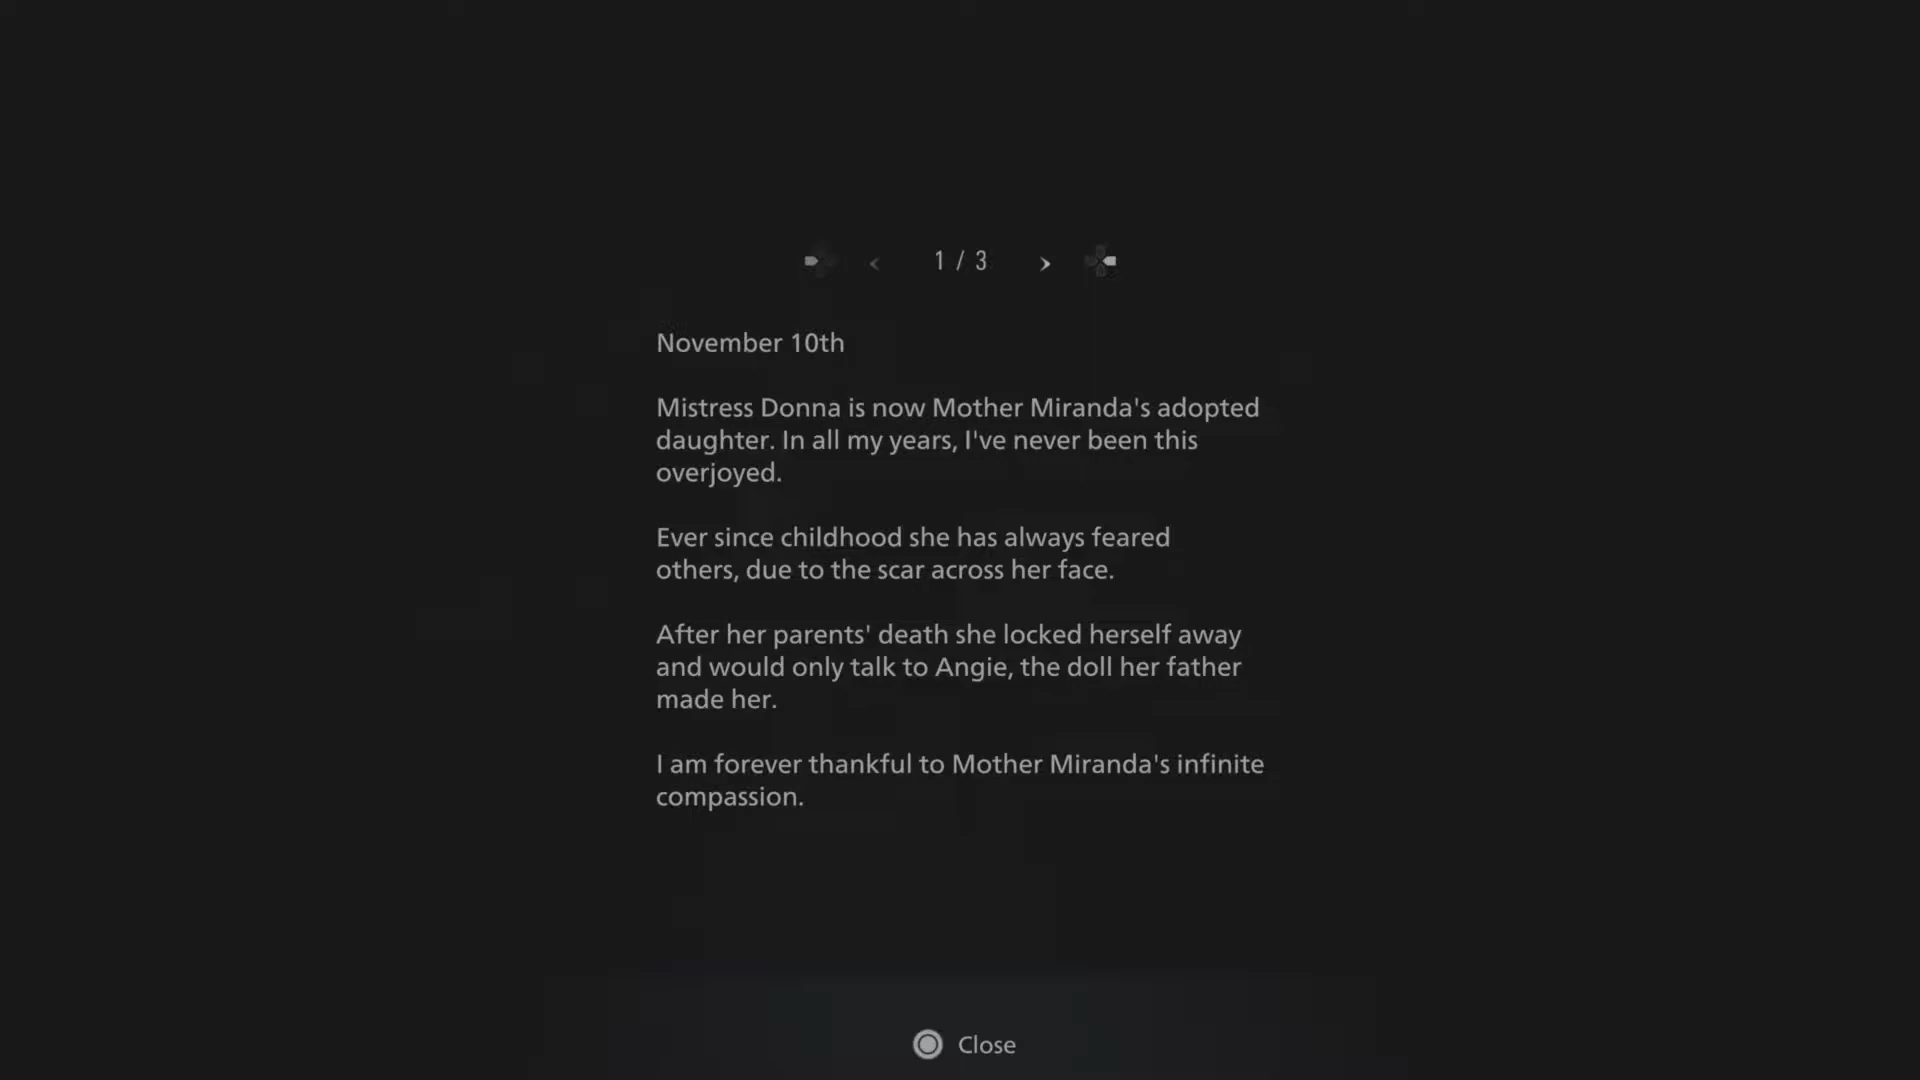 1 / 3
November 10th
Mistress Donna is now Mother Miranda's adopted
daughter. In all my years, I've never been this
overjoyed.
Ever since childhood she has always feared
others, due to the scar across her face.
After her parents' death she locked herself away
and would only talk to Angie, the doll her father
made her.
I am forever thankful to Mother Miranda's infinite
compassion.
Close